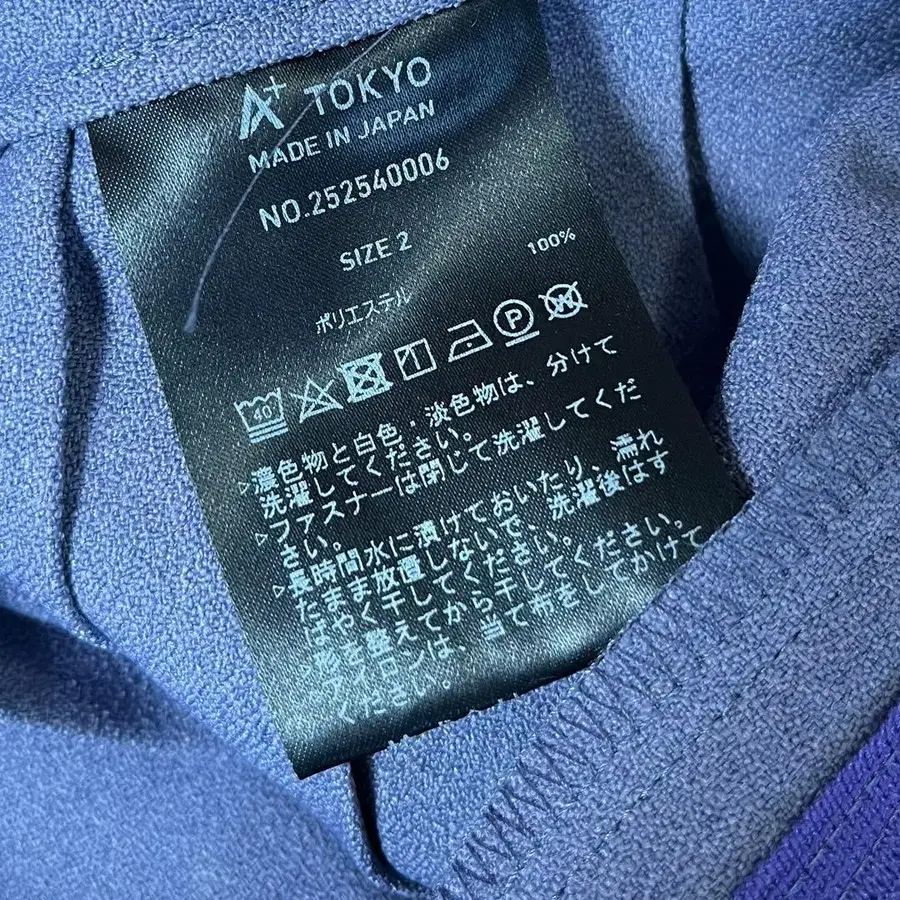 A+ TOKYO
MADE IN JAPAN
NO.252540006
SIZE 2
ポリエステル 100%
40 P W
▷濃色物と白色・淡色物は、分けて
洗濯してください。
▷ファスナーは閉じて洗濯してくだ
さい。
▷長時間水に漬けておいたり、濡れ
たまま放置しないで、洗濯後はす
ばやく干してください。
▷形を整えてから干してください。
▷アイロンは、当て布をしてかけて
ください。